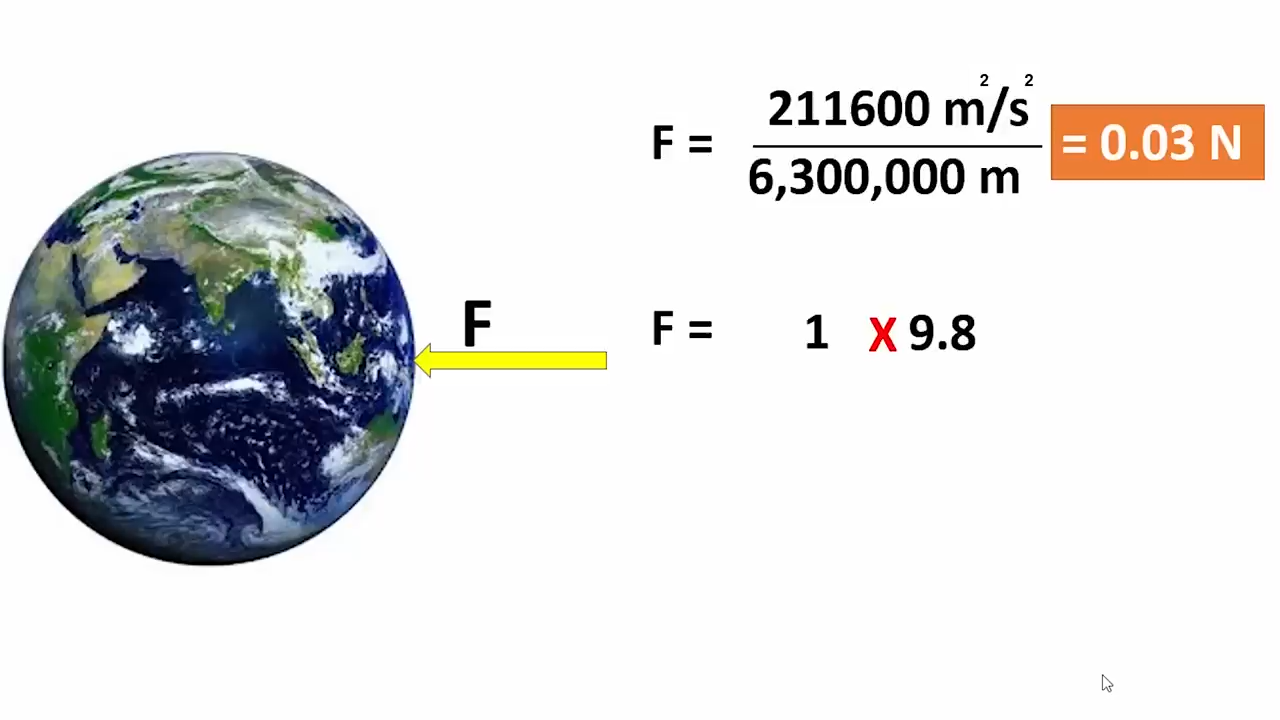 F = 211600 m²/s² = 0.03 N
6,300,000 m
F
F = 1 X 9.8